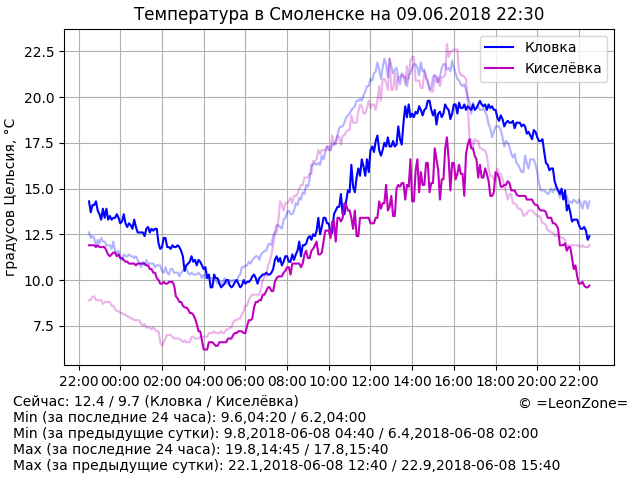 Температура в Смоленске на 09.06.2018 22:30
градусов Цельсия, °C
22.5
20.0
17.5
15.0
12.5
10.0
7.5
Кловка
Киселёвка
22:00 00:00 02:00 04:00 06:00 08:00 10:00 12:00 14:00 16:00 18:00 20:00 22:00
Сейчас: 12.4 / 9.7 (Кловка / Киселёвка)
© =LeonZone=
Min (за последние 24 часа): 9.6,04:20 / 6.2,04:00
Min (за предыдущие сутки): 9.8,2018-06-08 04:40 / 6.4,2018-06-08 02:00
Max (за последние 24 часа): 19.8,14:45 / 17.8,15:40
Max (за предыдущие сутки): 22.1,2018-06-08 12:40 / 22.9,2018-06-08 15:40